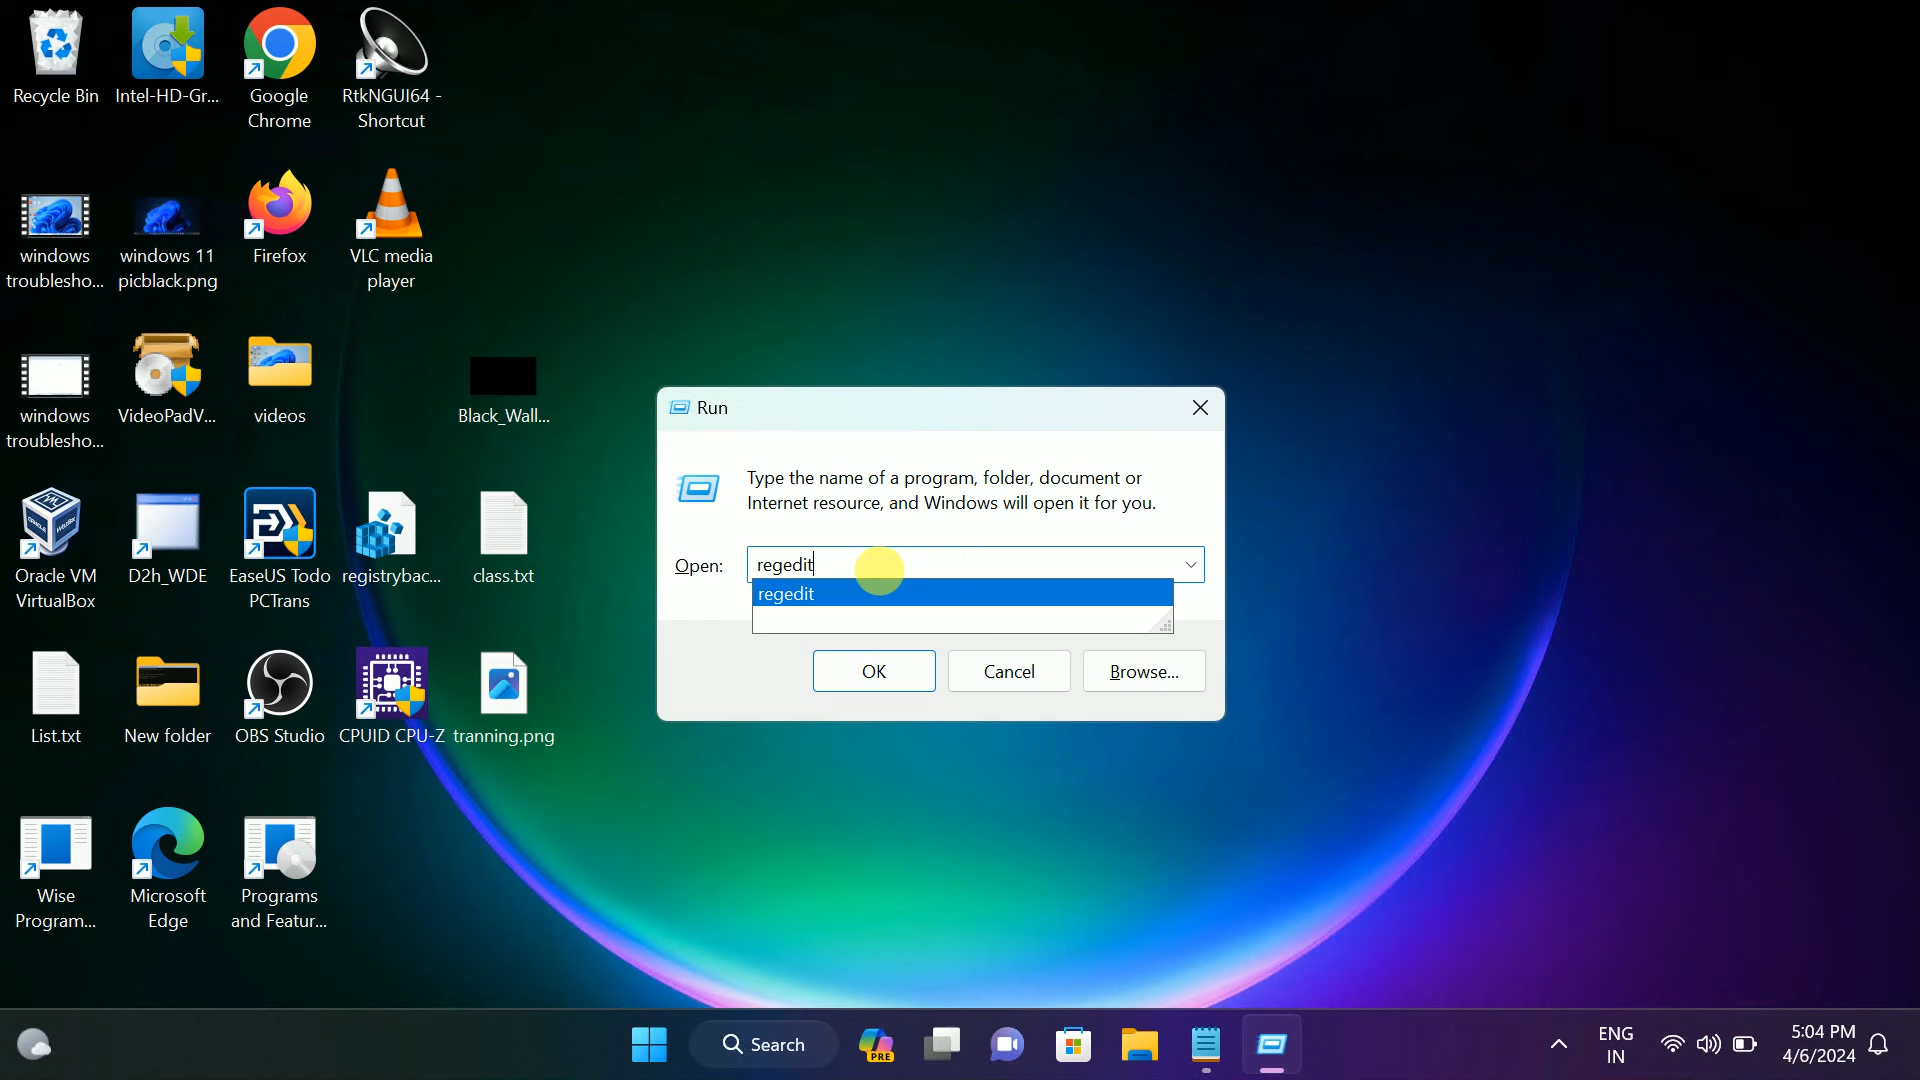 Recycle Bin
Intel-HD-Gr...
Google
Chrome
RtkNGUI64 -
Shortcut
windows
troublesho...
windows 11
picblack.png
Firefox
VLC media
player
windows
troublesho...
VideoPadV...
videos
Black_Wall...
Oracle VM
VirtualBox
D2h_WDE
EaseUS Todo
PCTrans
registrybac...
class.txt
List.txt
New folder
OBS Studio
CPUID CPU-Z
tranning.png
Wise
Program...
Microsoft
Edge
Programs
and Featur...
Run
Type the name of a program, folder, document or
Internet resource, and Windows will open it for you.
Open:
regedit
regedit
OK
Cancel
Browse...
Search
PRE
ENG
IN
5:04 PM
4/6/2024